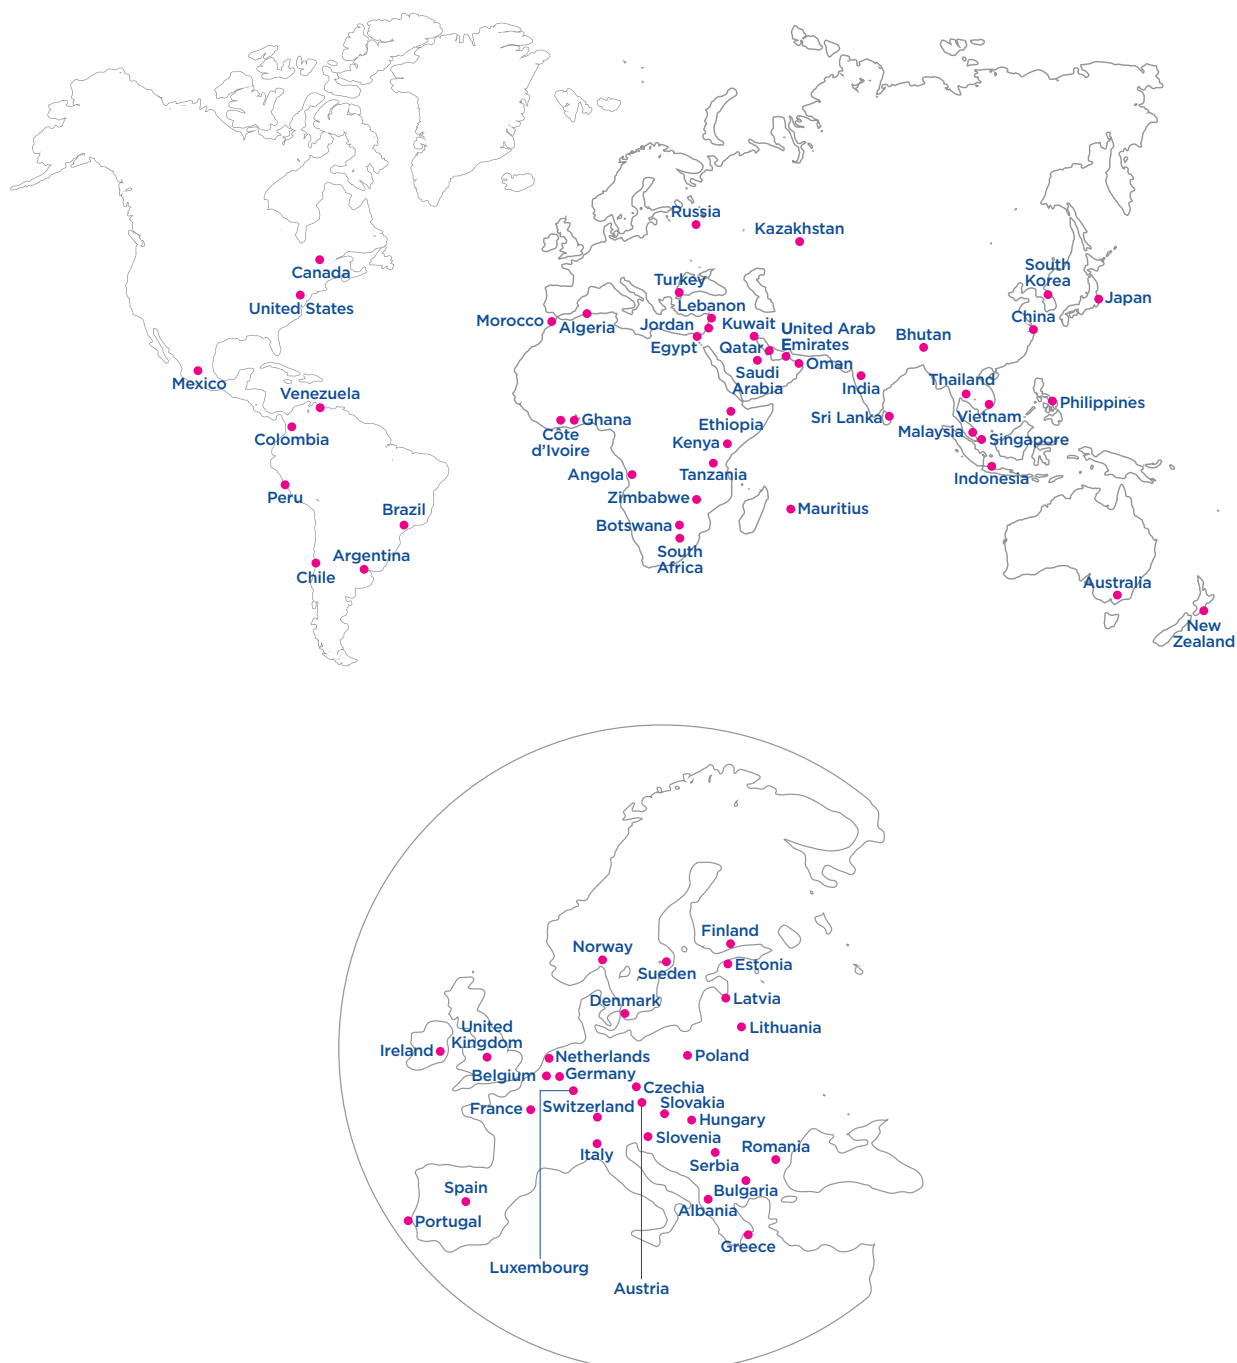 Russia
Kazakhstan
Canada
United States
Turkey
Lebanon
South
Korea
Japan
China
Morocco
Algeria
Jordan
Kuwait
United Arab
Emirates
Egypt
Qatar
Oman
Bhutan
Saudi
Arabia
India
Thailand
Mexico
Venezuela
Colombia
Ghana
Côte
d’Ivoire
Ethiopia
Sri Lanka
Vietnam
Philippines
Malaysia
Singapore
Kenya
Angola
Tanzania
Indonesia
Peru
Zimbabwe
Brazil
Mauritius
Botswana
South
Africa
Argentina
Chile
Australia
New
Zealand
Finland
Norway
Sueden
Estonia
Denmark
Latvia
United
Kingdom
Lithuania
Ireland
Netherlands
Poland
Belgium
Germany
Czechia
France
Switzerland
Slovakia
Hungary
Slovenia
Italy
Romania
Serbia
Spain
Bulgaria
Albania
Portugal
Greece
Luxembourg
Austria